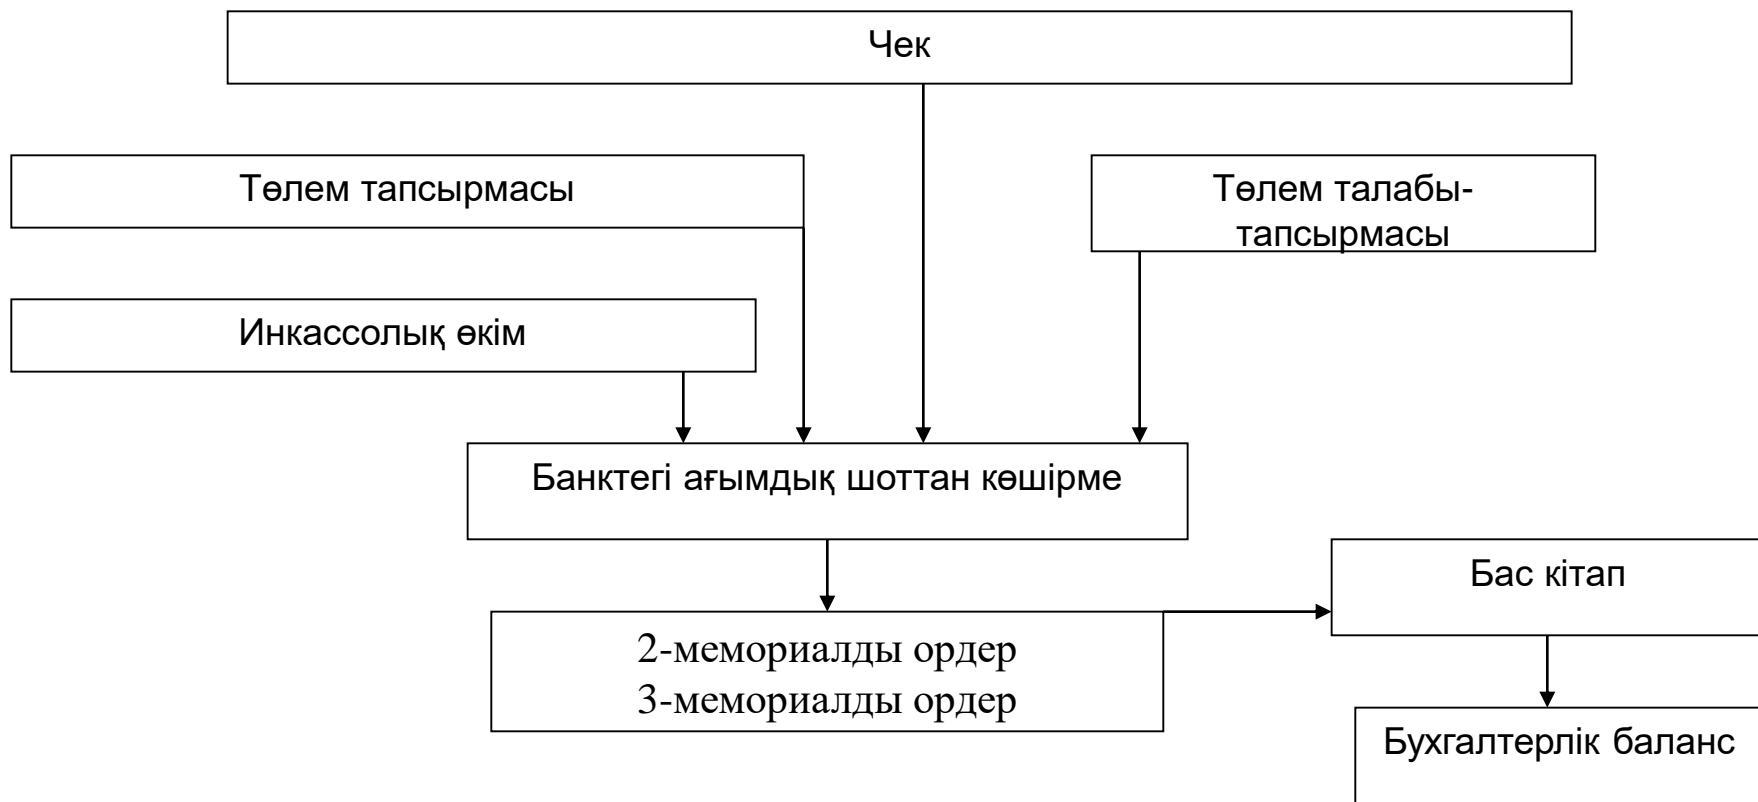 Чек
Төлем тапсырмасы
Төлем талабы-
тапсырмасы
Инкассолық өкім
Банктегі ағымдық шоттан көшірме
Бас кітап
2-мемориалды ордер
3-мемориалды ордер
Бухгалтерлік баланс